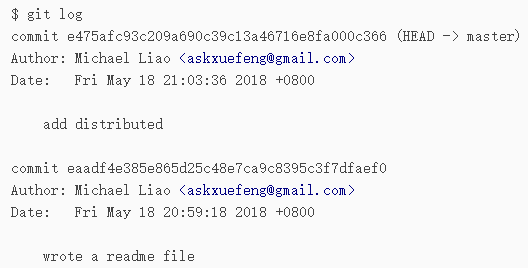 $ git log
commit e475afc93c209a690c39c13a46716e8fa000c366 (HEAD -> master)
Author: Michael Liao <askxuefeng@gmail.com>
Date:   Fri May 18 21:03:36 2018 +0800
    add distributed
commit eaadf4e385e865d25c48e7ca9c8395c3f7dfaef0
Author: Michael Liao <askxuefeng@gmail.com>
Date:   Fri May 18 20:59:18 2018 +0800
    wrote a readme file